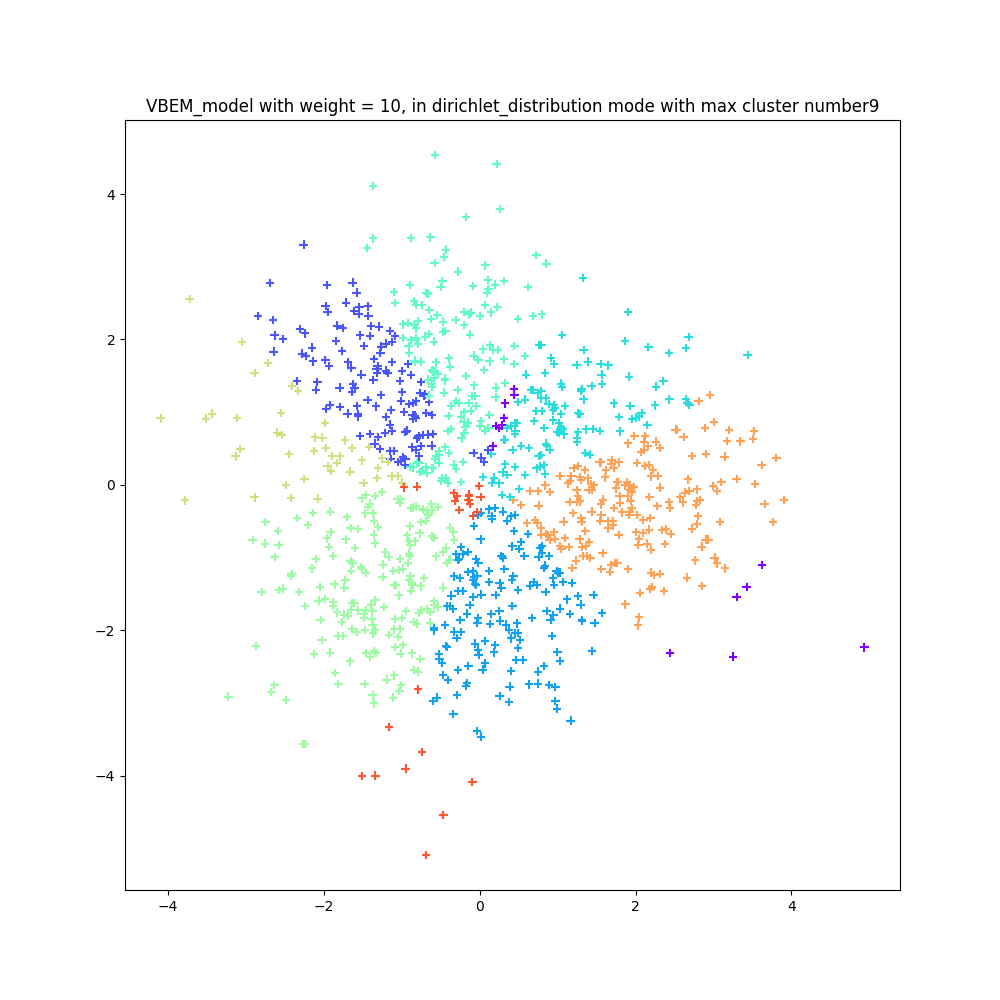 VBEM_model with weight = 10, in dirichlet_distribution mode with max cluster number9
4
2
0
−2
−4
−4 −2 0 2 4